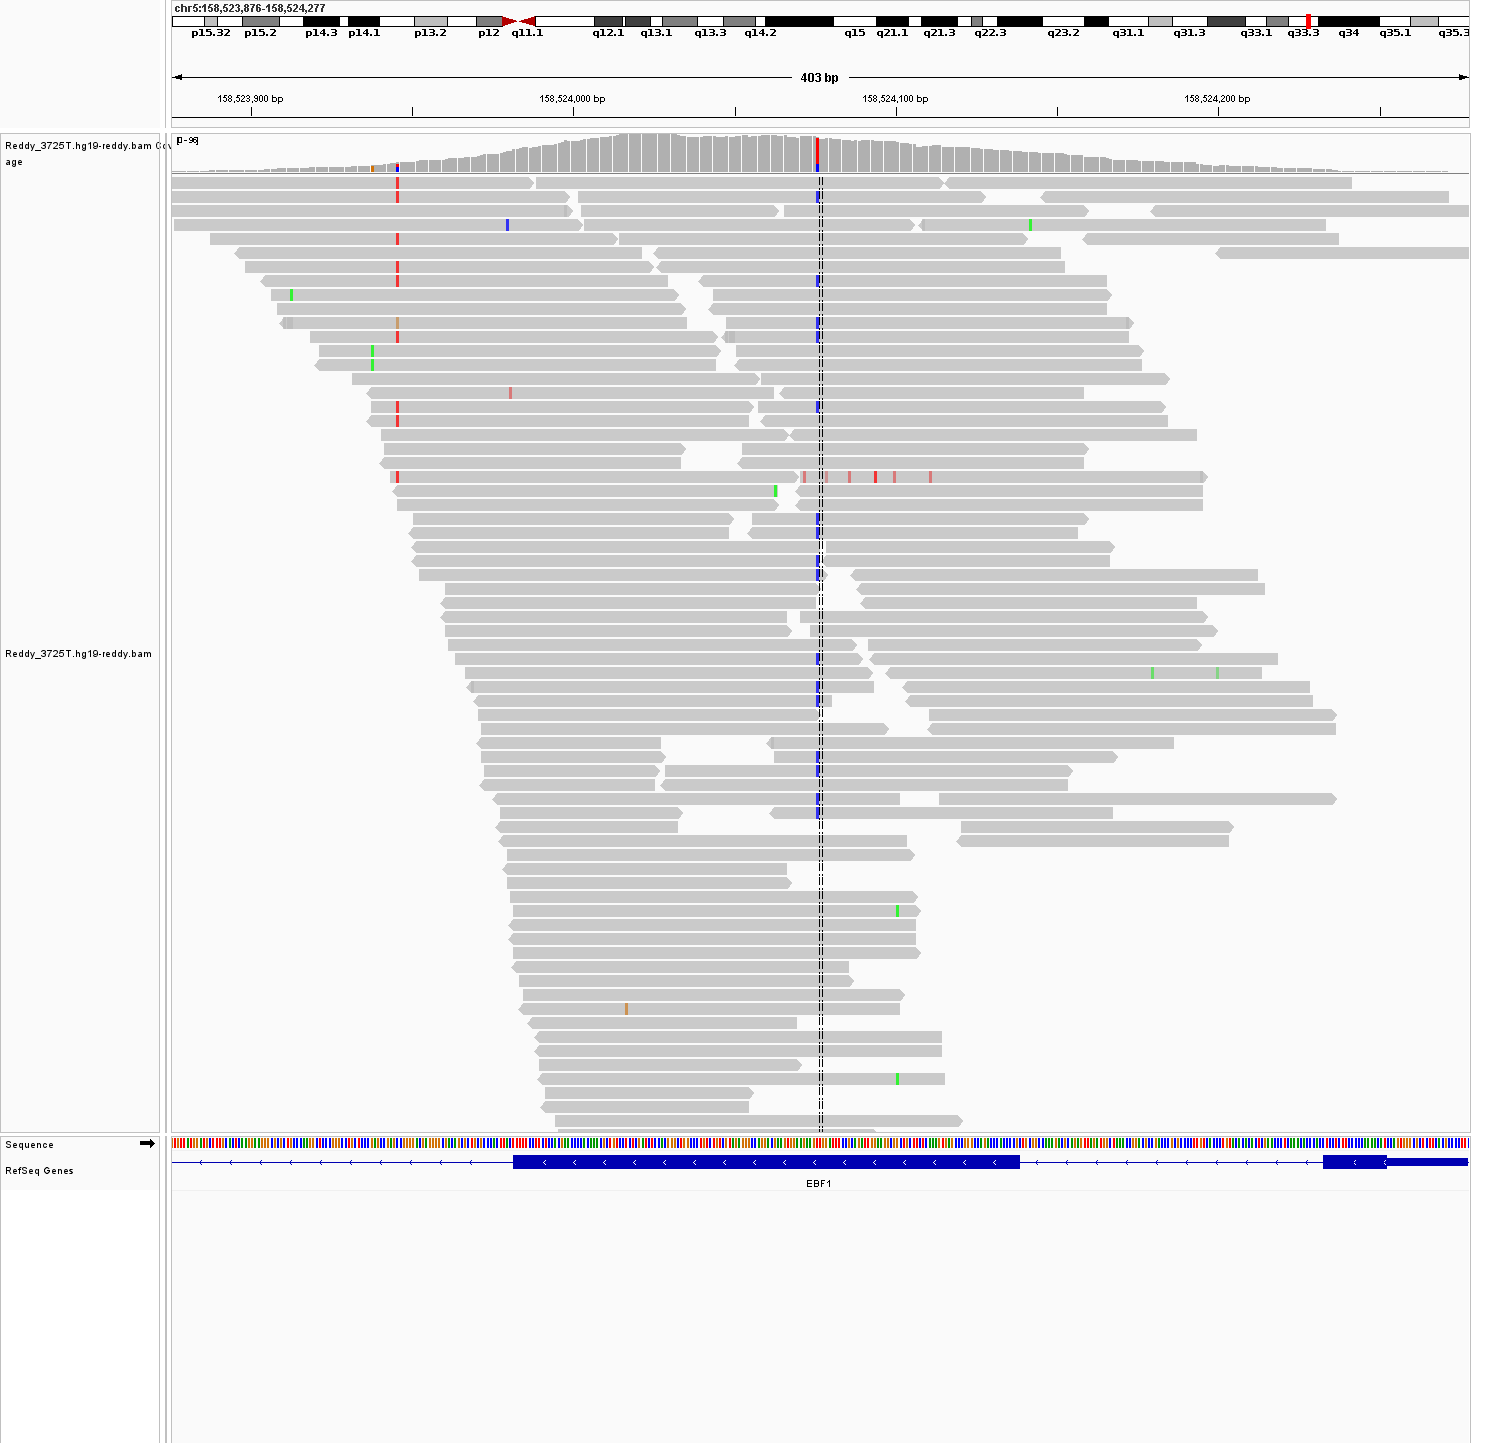 chr5:158,523,876-158,524,277
p15.32 p15.2 p14.3 p14.1 p13.2 p12 q11.1 q12.1 q13.1 q13.3 q14.2 q15 q21.1 q21.3 q22.3 q23.2 q31.1 q31.3 q33.1 q33.3 q34 q35.1 q35.3
403 bp
158,523,900 bp 158,524,000 bp 158,524,100 bp 158,524,200 bp
Reddy_3725T.hg19-reddy.bam Cov
age
[0-96]
Reddy_3725T.hg19-reddy.bam
Sequence
RefSeq Genes
EBF1